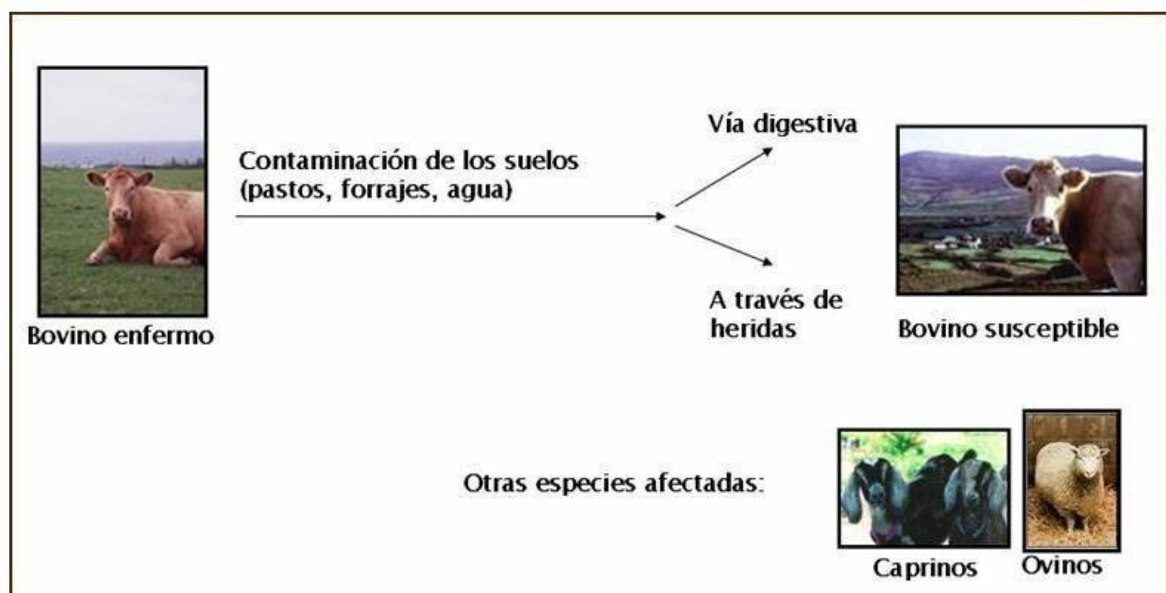 Vía digestiva
Contaminación de los suelos
(pastos, forrajes, agua)
A través de
heridas
Bovino enfermo
Bovino susceptible
Otras especies afectadas:
Caprinos
Ovinos